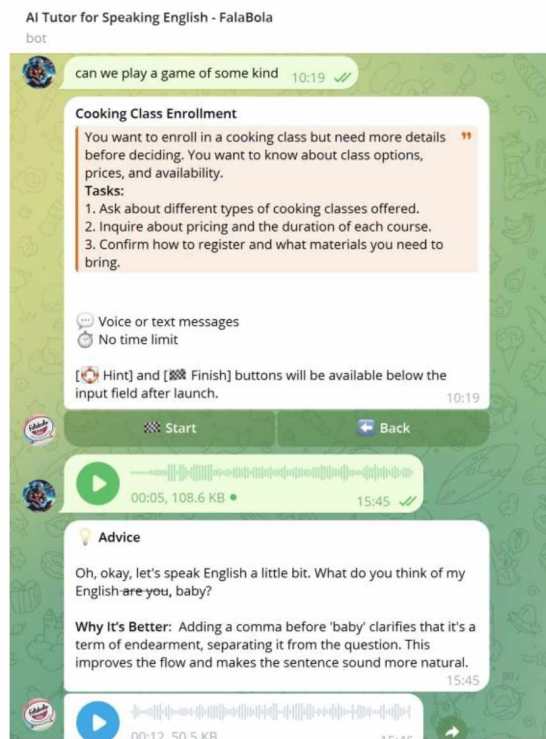 AI Tutor for Speaking English - FalaBola
bot
can we play a game of some kind 10:19
Cooking Class Enrollment
You want to enroll in a cooking class but need more details
before deciding. You want to know about class options,
prices, and availability.
Tasks:
1. Ask about different types of cooking classes offered.
2. Inquire about pricing and the duration of each course.
3. Confirm how to register and what materials you need to
bring.
Voice or text messages
No time limit
[🛟 Hint] and [🏁 Finish] buttons will be available below the
input field after launch.
10:19
Start
Back
00:05, 108.6 KB
15:45
Advice
Oh, okay, let's speak English a little bit. What do you think of my
English are you, baby?
Why It's Better: Adding a comma before 'baby' clarifies that it's a
term of endearment, separating it from the question. This
improves the flow and makes the sentence sound more natural.
15:45
00:12, 50.5 KB